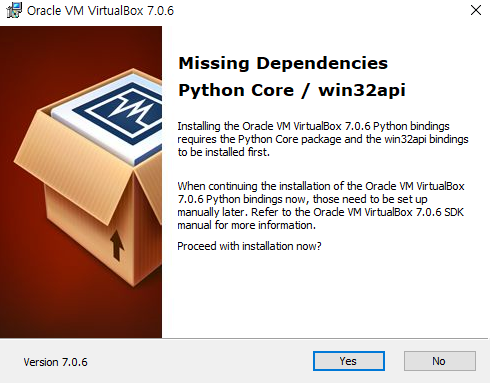 Oracle VM VirtualBox 7.0.6
Missing Dependencies
Python Core / win32api
Installing the Oracle VM VirtualBox 7.0.6 Python bindings
requires the Python Core package and the win32api bindings
to be installed first.
When continuing the installation of the Oracle VM VirtualBox
7.0.6 Python bindings now, those need to be set up
manually later. Refer to the Oracle VM VirtualBox 7.0.6 SDK
manual for more information.
Proceed with installation now?
Version 7.0.6
Yes
No